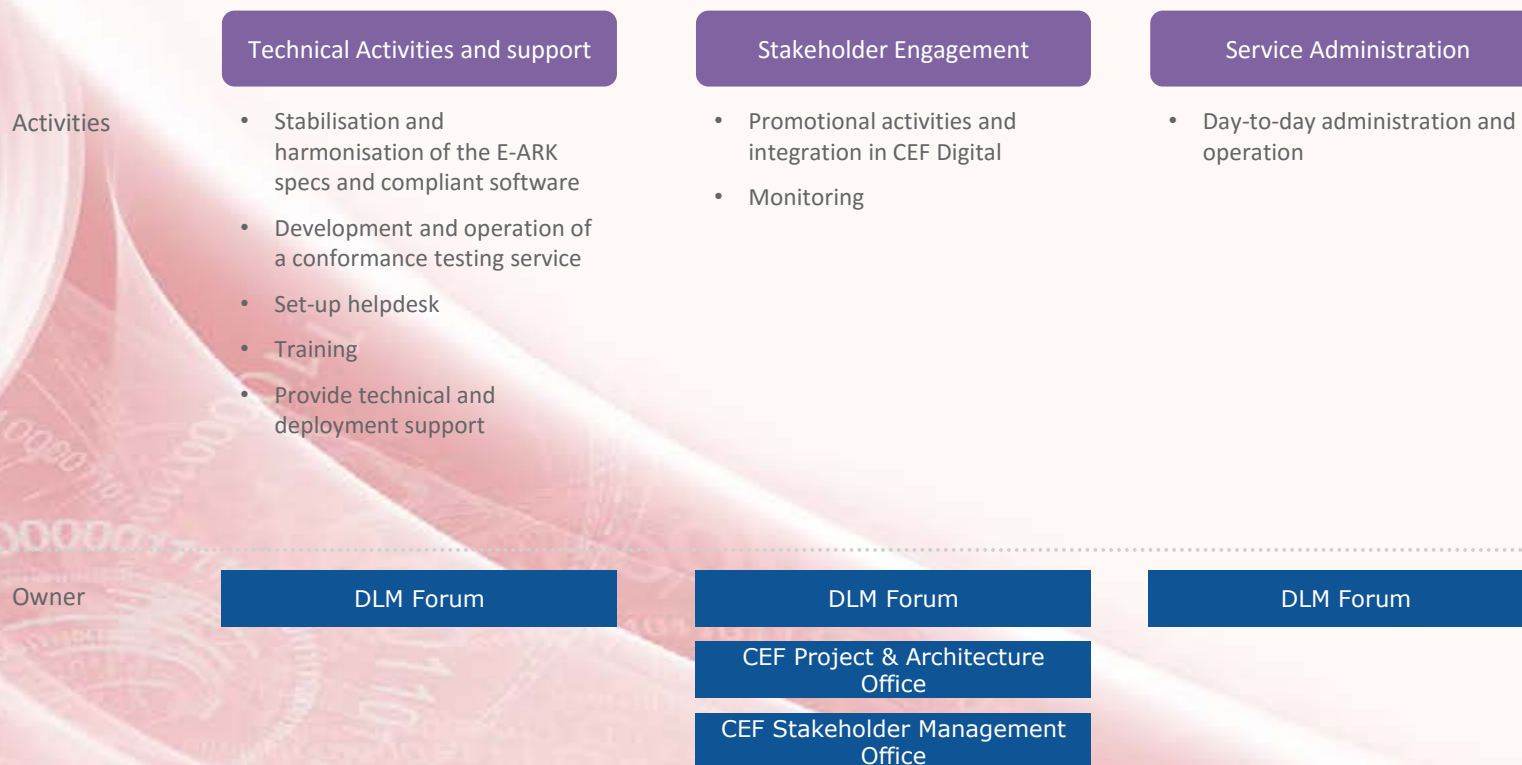 Technical Activities and support
Stakeholder Engagement
Service Administration
Activities
• Stabilisation and
harmonisation of the E-ARK
specs and compliant software
• Development and operation of
a conformance testing service
• Set-up helpdesk
• Training
• Provide technical and
deployment support
• Promotional activities and
integration in CEF Digital
• Monitoring
• Day-to-day administration and
operation
Owner
DLM Forum
DLM Forum
CEF Project & Architecture
Office
CEF Stakeholder Management
Office
DLM Forum